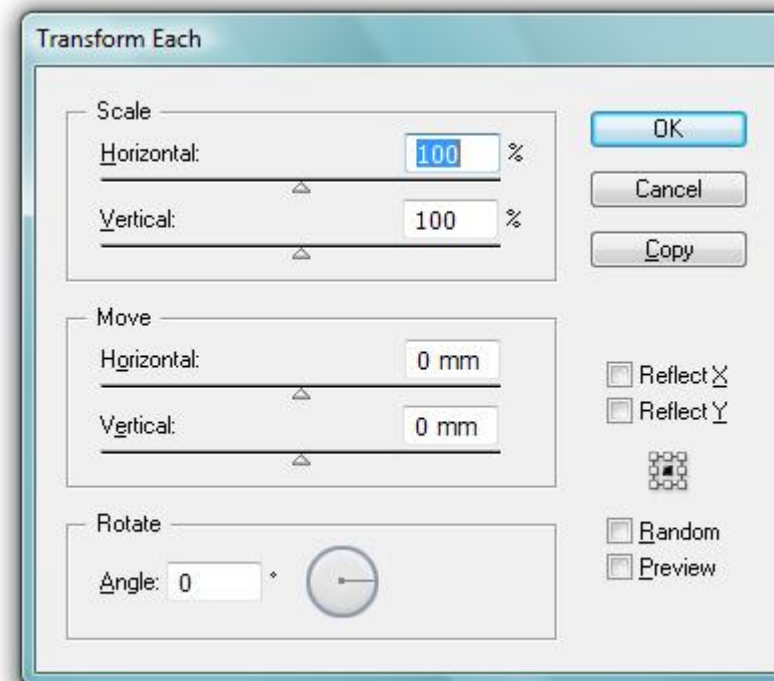 Transform Each
Scale
Horizontal: 100 %
Vertical: 100 %
Move
Horizontal: 0 mm
Vertical: 0 mm
Rotate
Angle: 0 °
OK
Cancel
Copy
Reflect X
Reflect Y
Random
Preview